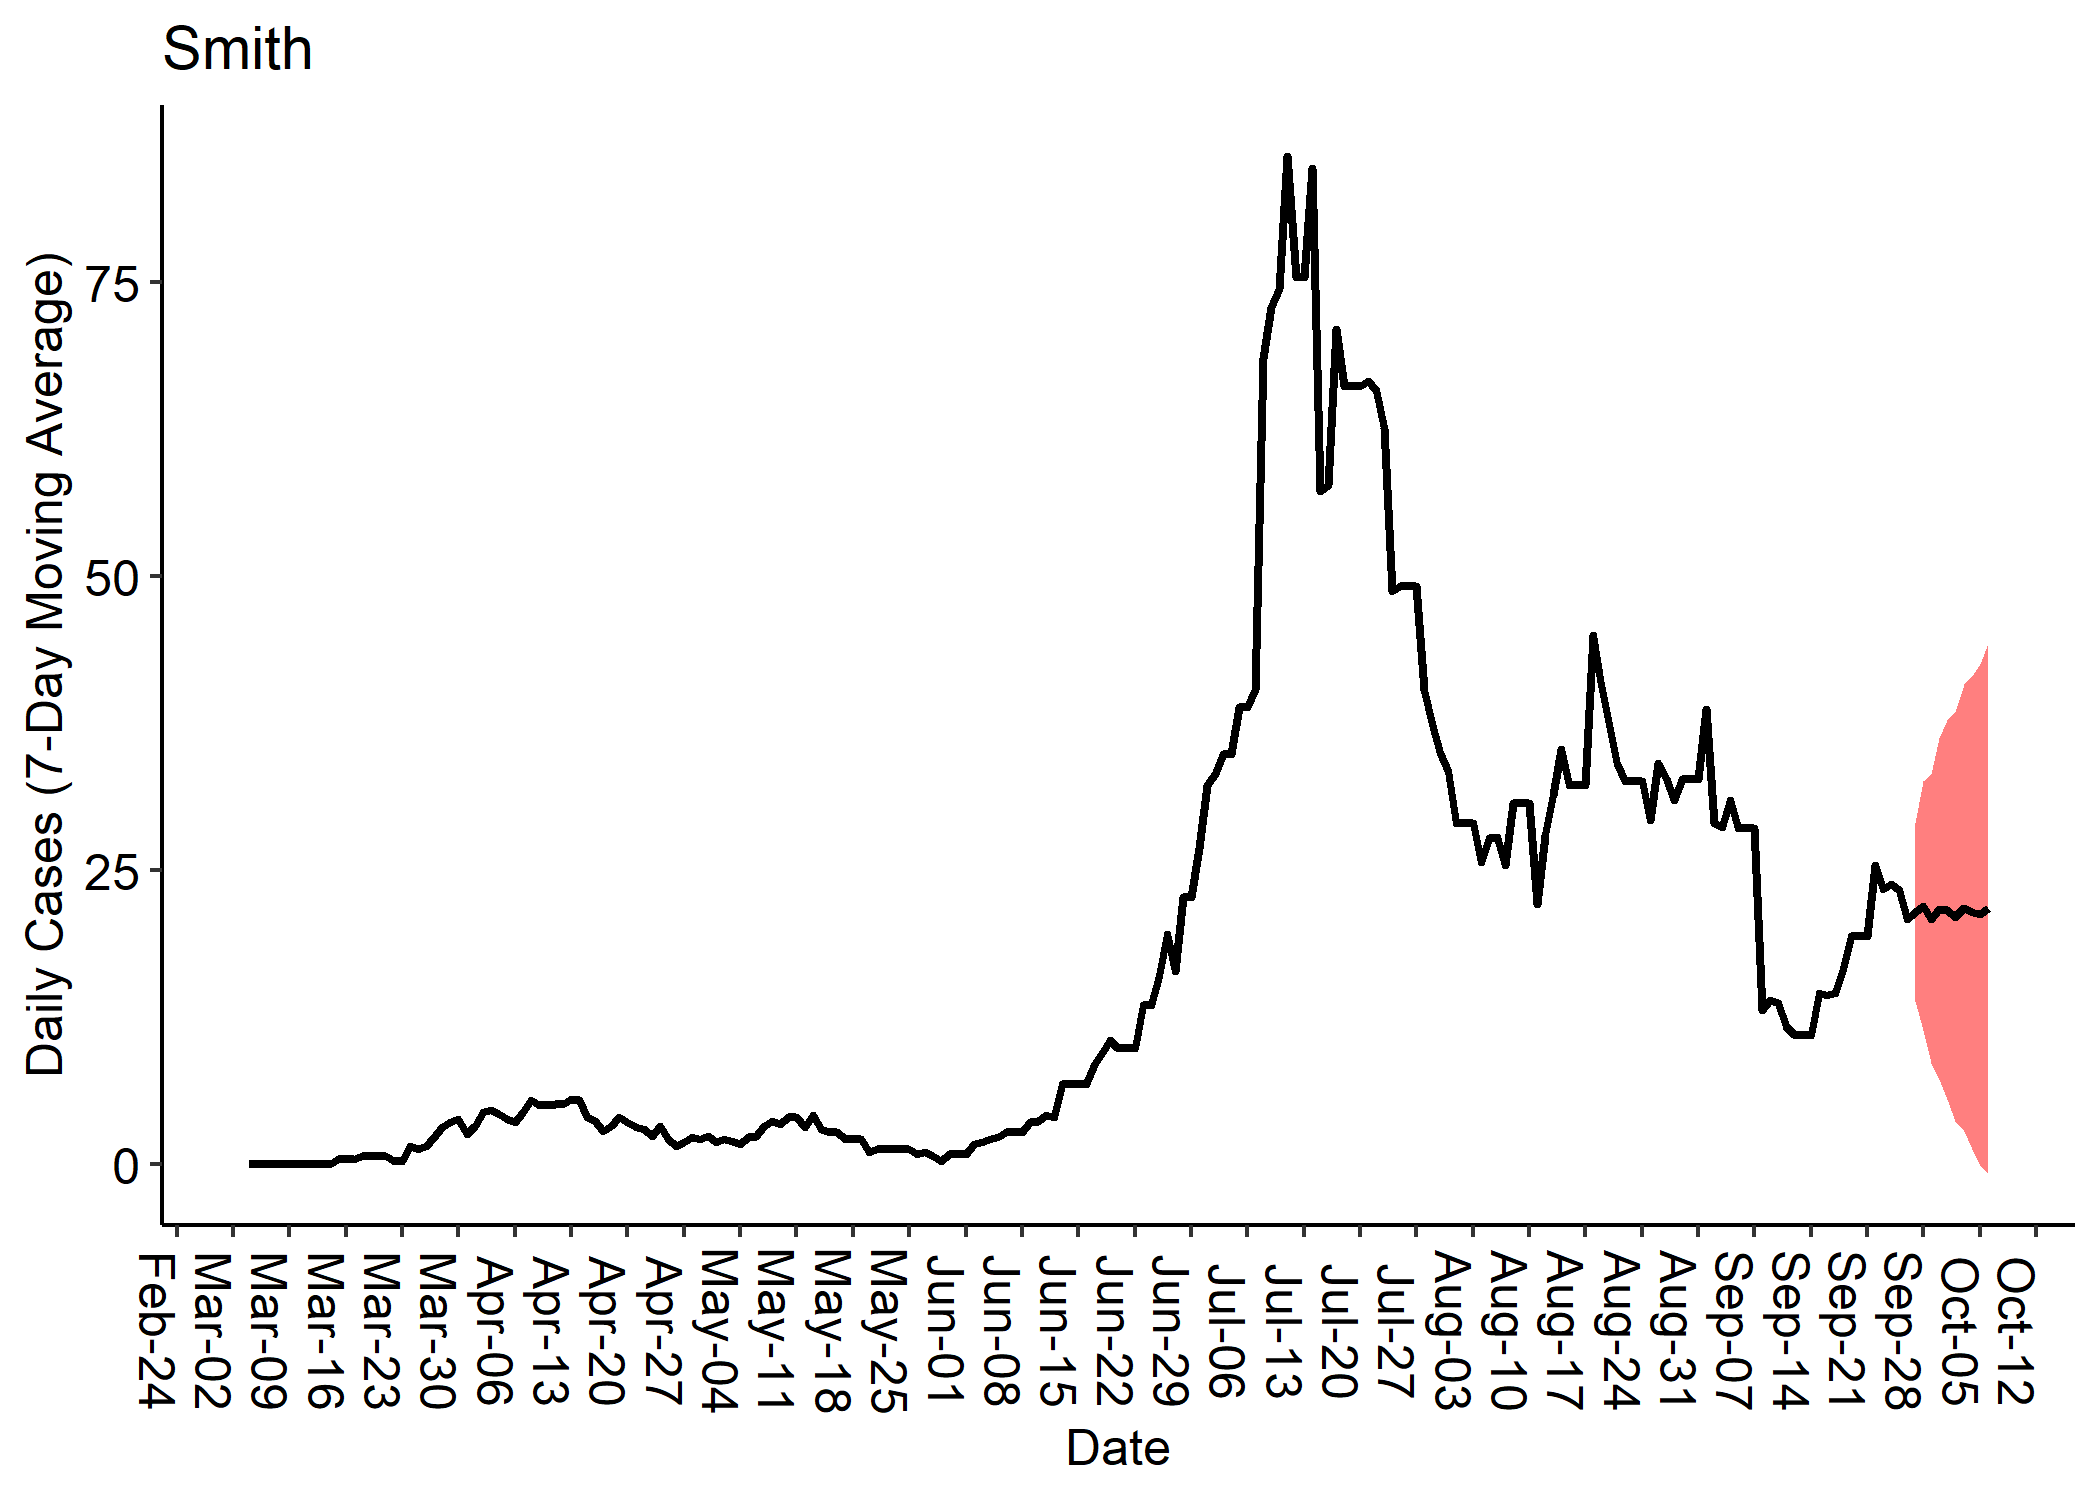 Smith
Daily Cases (7-Day Moving Average)
75
50
25
0
Feb-24
Mar-02
Mar-09
Mar-16
Mar-23
Mar-30
Apr-06
Apr-13
Apr-20
Apr-27
May-04
May-11
May-18
May-25
Jun-01
Jun-08
Jun-15
Jun-22
Jun-29
Jul-06
Jul-13
Jul-20
Jul-27
Aug-03
Aug-10
Aug-17
Aug-24
Aug-31
Sep-07
Sep-14
Sep-21
Sep-28
Oct-05
Oct-12
Date